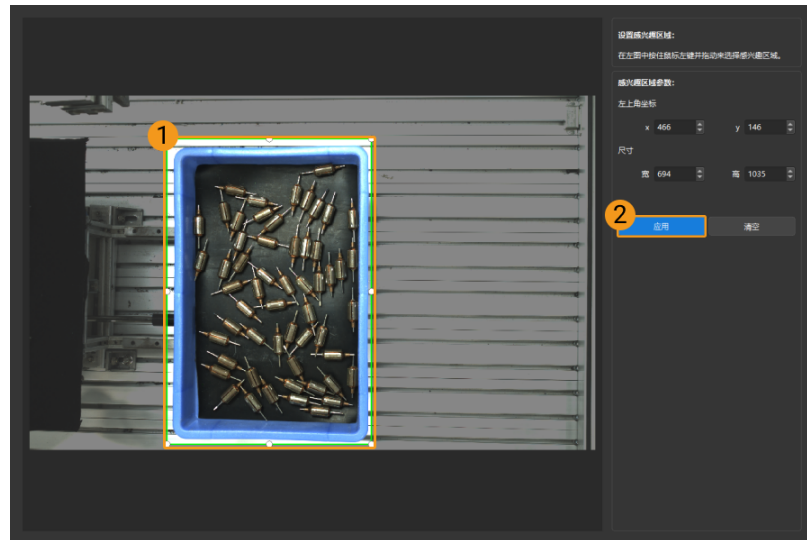 设置感兴趣区域：
在左图中按住鼠标左键并拖动来选择感兴趣区域。
感兴趣区域参数：
左上角坐标
x 466 y 146
尺寸
宽 694 高 1035
1
2
应用 清空